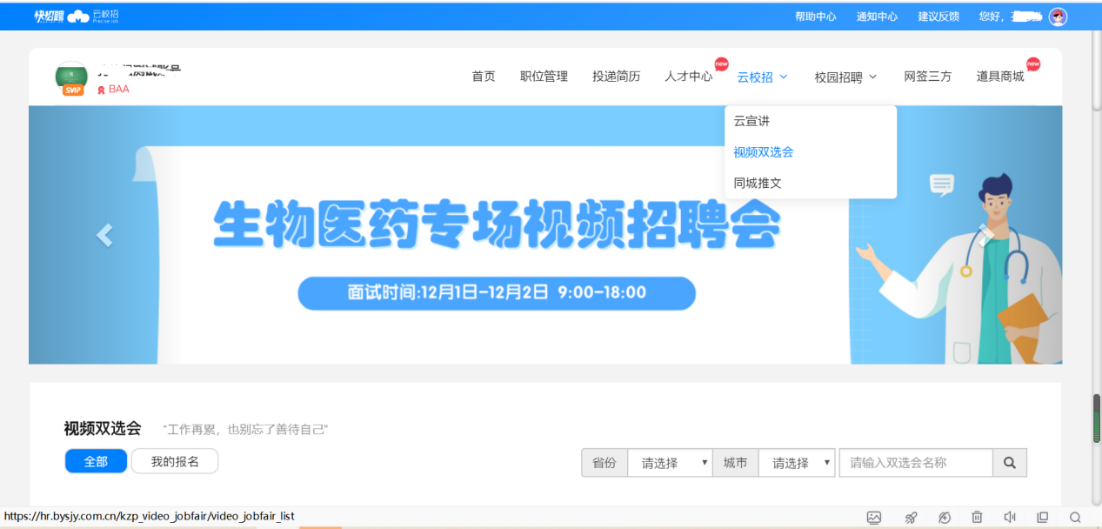 快招聘 云校招
帮助中心 通知中心 建议反馈 您好,
SVIP BAA
首页 职位管理 投递简历 人才中心 new 云校招 校园招聘 网签三方 道具商城 new
云宣讲
视频双选会
同城推文
生物医药专场视频招聘会
面试时间:12月1日-12月2日 9:00-18:00
视频双选会 "工作再累,也别忘了善待自己"
全部 我的报名 省份 请选择 城市 请选择 请输入双选会名称
https://hr.bysjy.com.cn/kzp_video_jobfair/video_jobfair_list